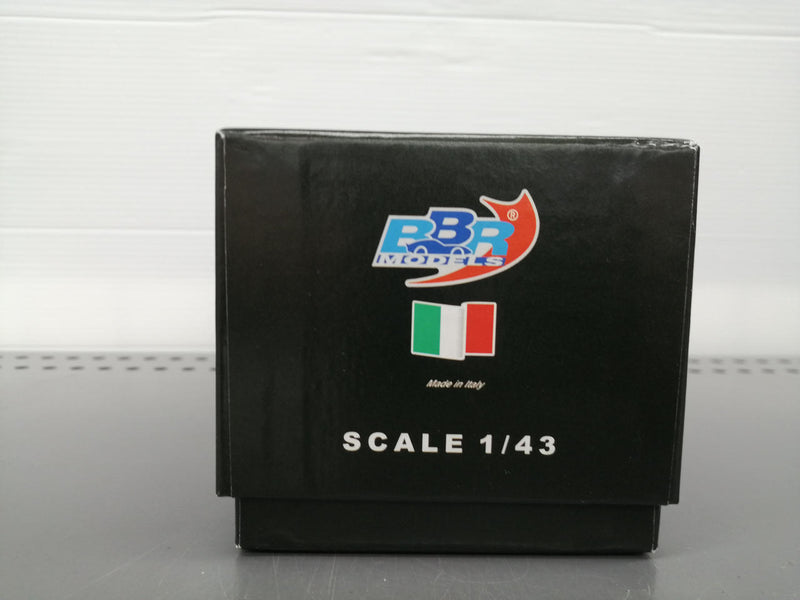 BBR®
MODELS
Made in Italy
SCALE 1/43